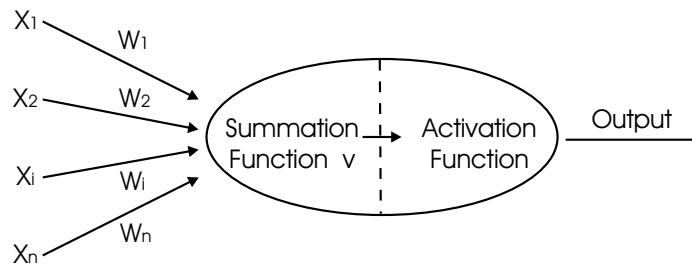 X1
W1
X2
W2
Xi
Wi
Xn
Wn
Summation
Function v
Activation
Function
Output